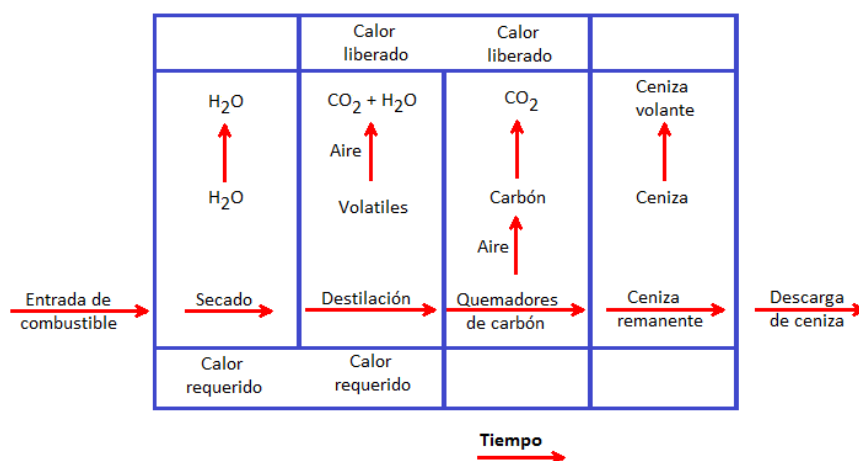 Calor
liberado
Calor
liberado
H2O
CO2 + H2O
CO2
Ceniza
volante
Aire
H2O
Volatiles
Carbón
Ceniza
Aire
Entrada de
combustible
Secado
Destilación
Quemadores
de carbón
Ceniza
remanente
Descarga
de ceniza
Calor
requerido
Calor
requerido
Tiempo